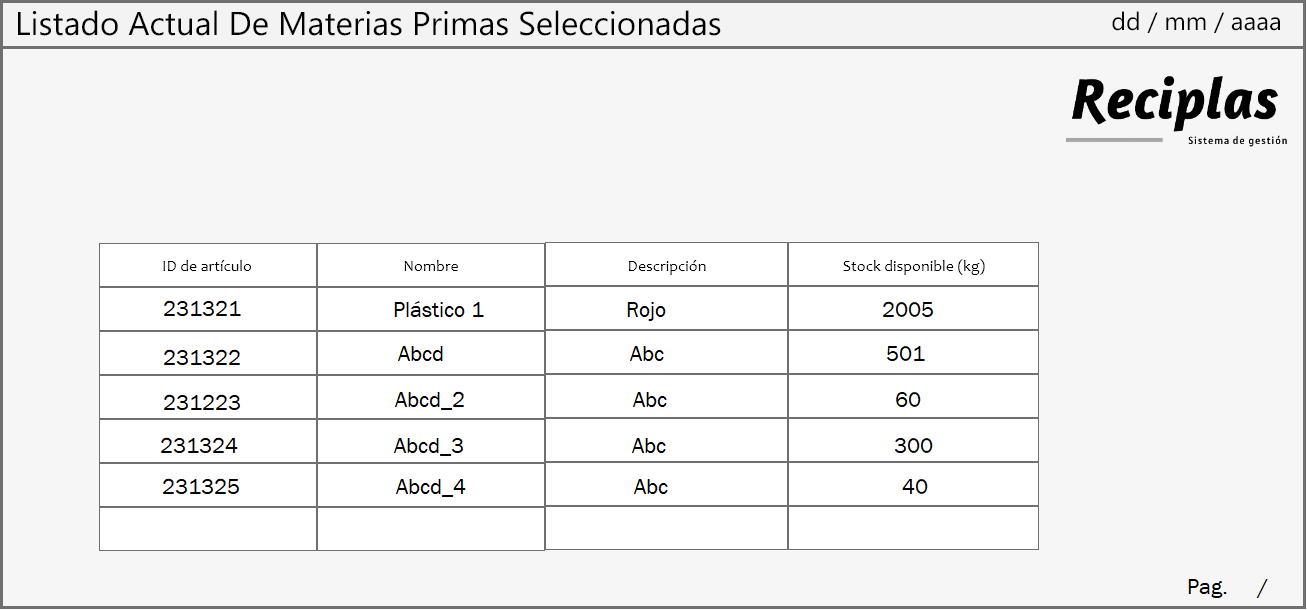 Listado Actual De Materias Primas Seleccionadas dd / mm / aaaa
Reciplas
Sistema de gestión
ID de artículo Nombre Descripción Stock disponible (kg)
231321 Plástico 1 Rojo 2005
231322 Abcd Abc 501
231223 Abcd_2 Abc 60
231324 Abcd_3 Abc 300
231325 Abcd_4 Abc 40
Pag. /